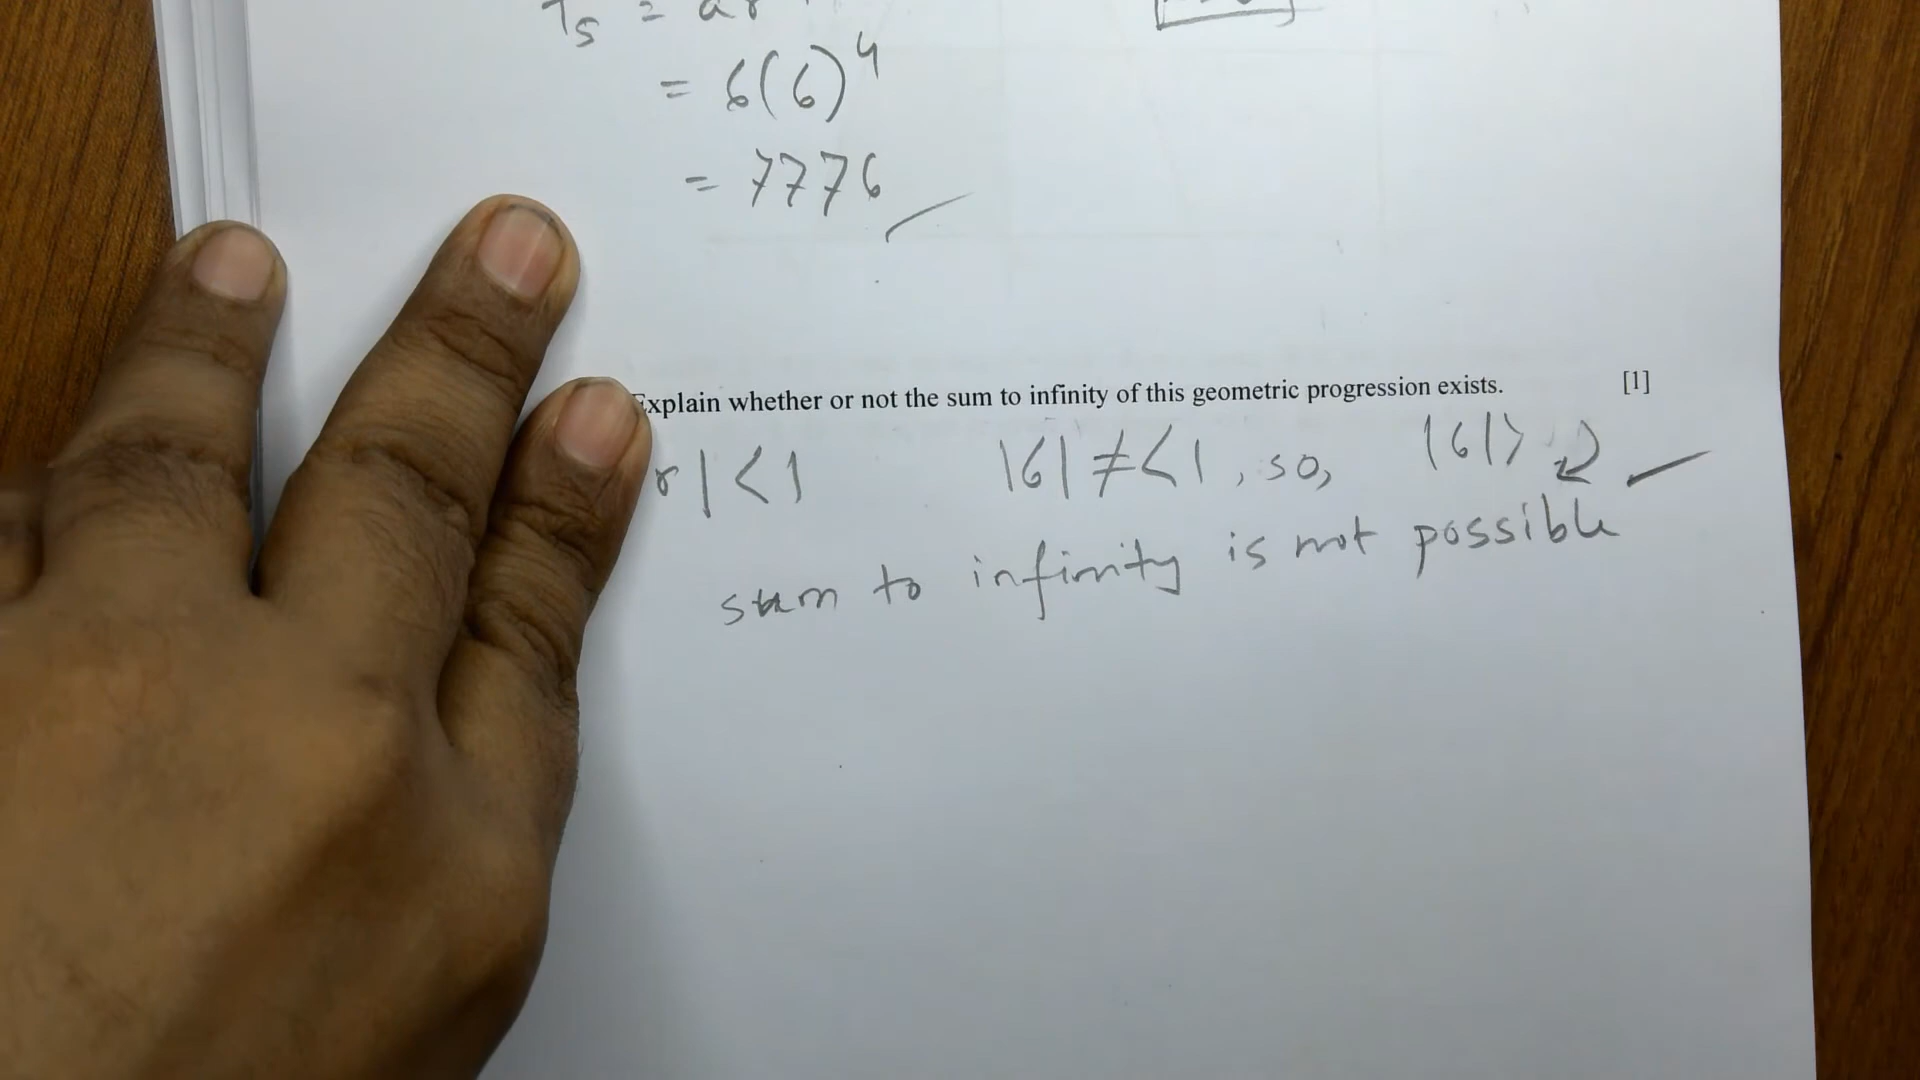 T5 = ar
= 6(6)^4
= 7776
Explain whether or not the sum to infinity of this geometric progression exists. [1]
r| < 1 |6| ≠< 1, so, |6| >
sum to infinity is not possible